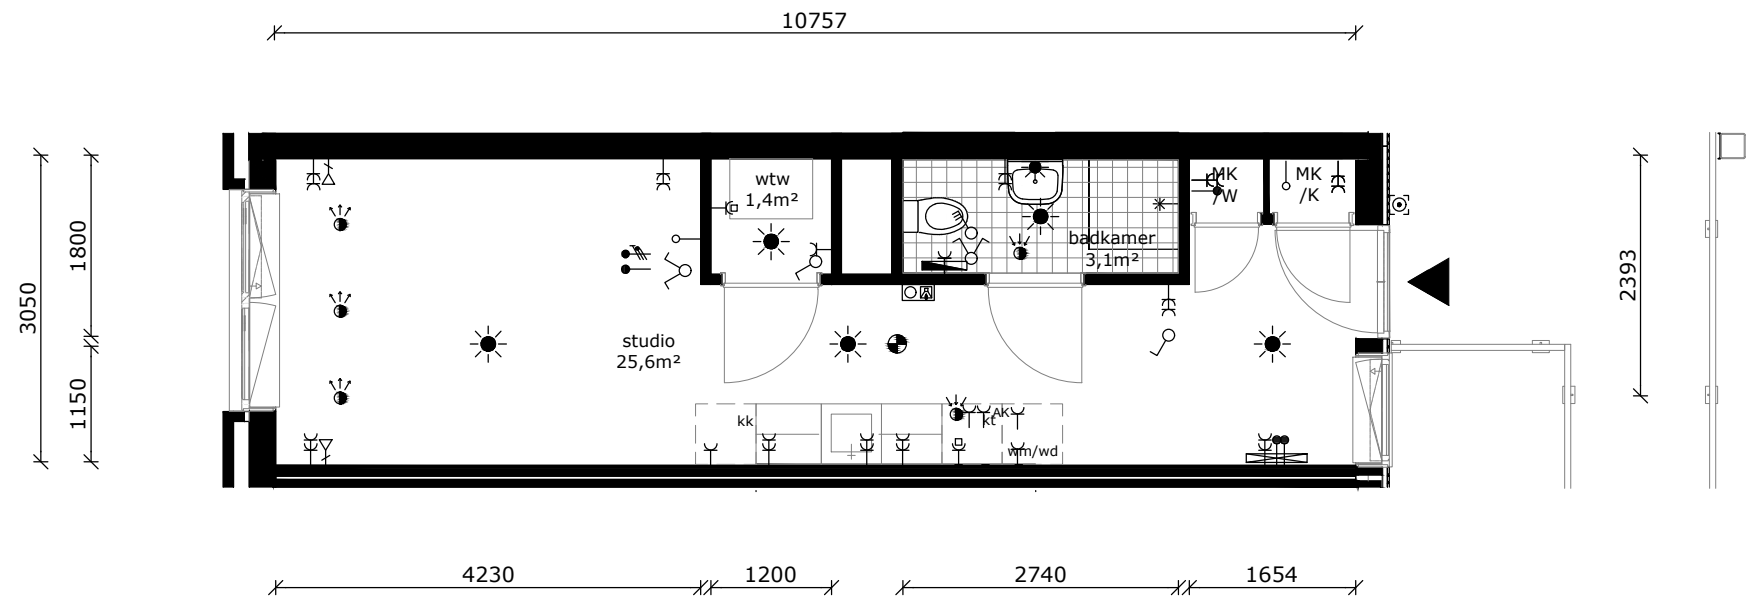 10757
wtw
1,4m²
MK
/W
MK
/K
badkamer
3,1m²
1800
3050
2393
studio
25,6m²
1150
kk
AK
kt
wm/wd
4230
1200
2740
1654